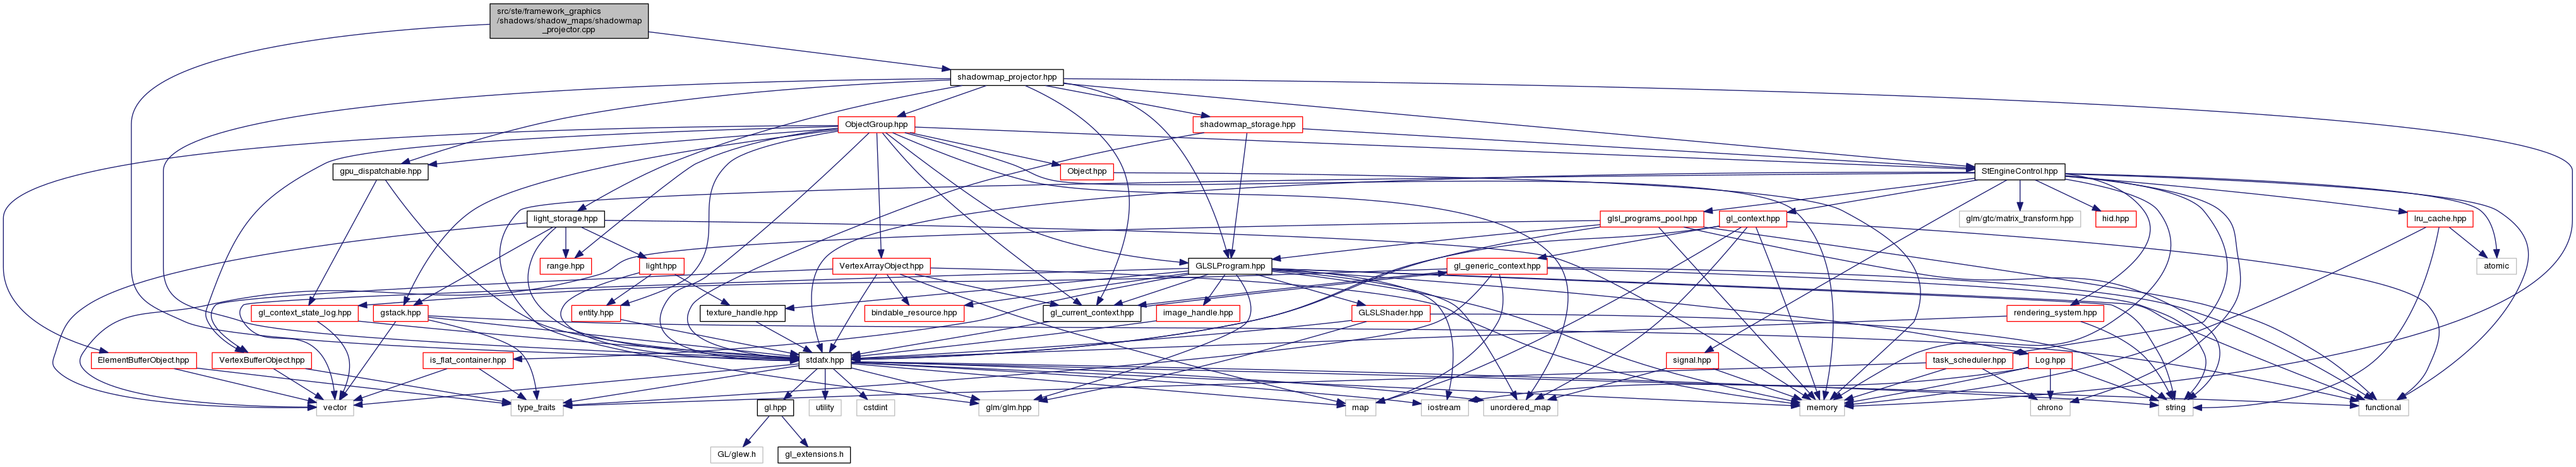 src/ste/framework_graphics
/shadows/shadow_maps/shadowmap
_projector.cpp
shadowmap_projector.hpp
ObjectGroup.hpp
shadowmap_storage.hpp
gpu_dispatchable.hpp
Object.hpp
StEngineControl.hpp
light_storage.hpp
glsl_programs_pool.hpp
gl_context.hpp
glm/gtc/matrix_transform.hpp
hid.hpp
lru_cache.hpp
range.hpp
light.hpp
VertexArrayObject.hpp
GLSLProgram.hpp
gl_generic_context.hpp
atomic
gl_context_state_log.hpp
gstack.hpp
entity.hpp
texture_handle.hpp
bindable_resource.hpp
gl_current_context.hpp
image_handle.hpp
GLSLShader.hpp
rendering_system.hpp
ElementBufferObject.hpp
VertexBufferObject.hpp
is_flat_container.hpp
stdafx.hpp
signal.hpp
task_scheduler.hpp
Log.hpp
vector
type_traits
gl.hpp
utility
cstdint
glm/glm.hpp
map
iostream
unordered_map
memory
chrono
string
functional
GL/glew.h
gl_extensions.h